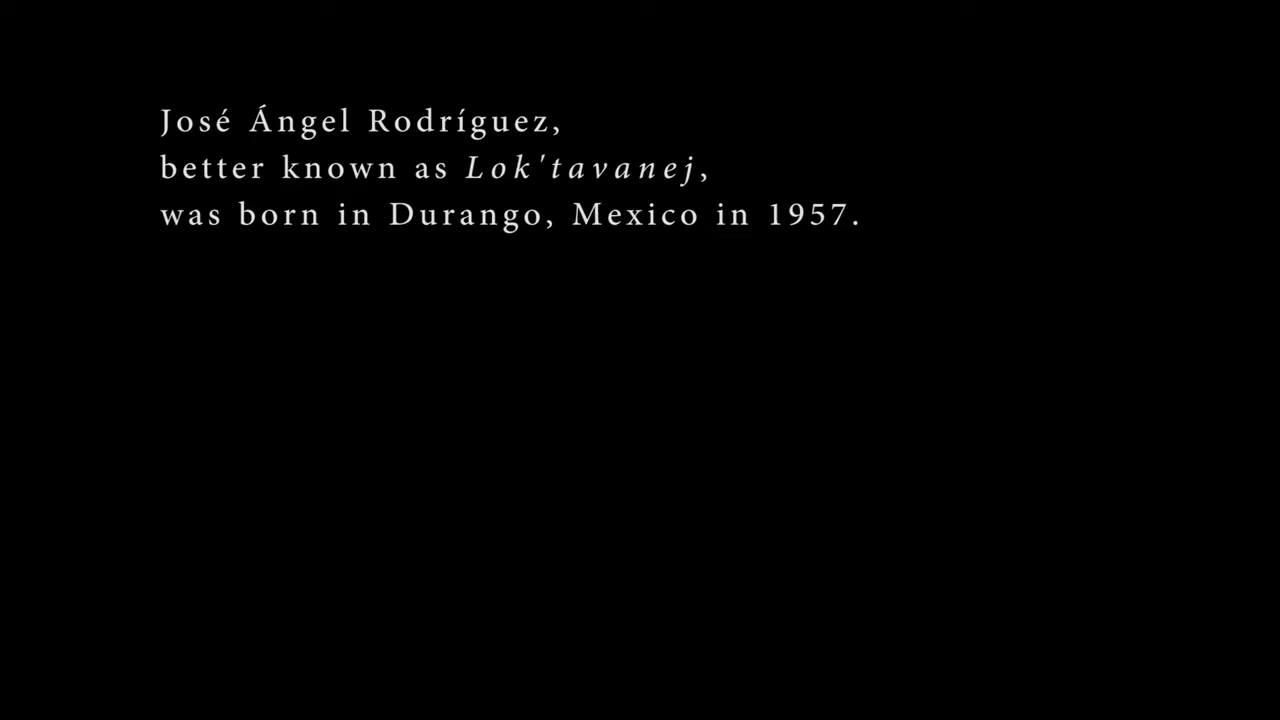 José Ángel Rodríguez,
better known as Lok'tavanej,
was born in Durango, Mexico in 1957.